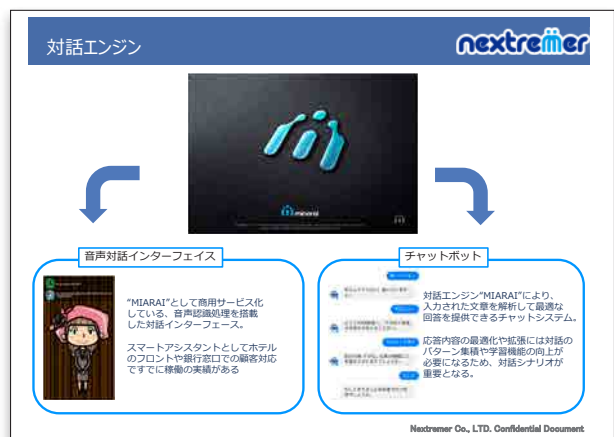 対話エンジン
nextremer
miarai
音声対話インターフェイス
“MIARAI”として商用サービス化
している、音声認識処理を搭載
した対話インターフェース。
スマートアシスタントとしてホテル
のフロントや銀行窓口での顧客対応
ですでに稼働の実績がある
チャットボット
対話エンジン”MIARAI”により、
入力された文章を解析して最適な
回答を提供できるチャットシステム。
応答内容の最適化や拡張には対話の
パターン集積や学習機能の向上が
必要になるため、対話シナリオが
重要となる。
Nextremer Co., LTD. Confidential Document